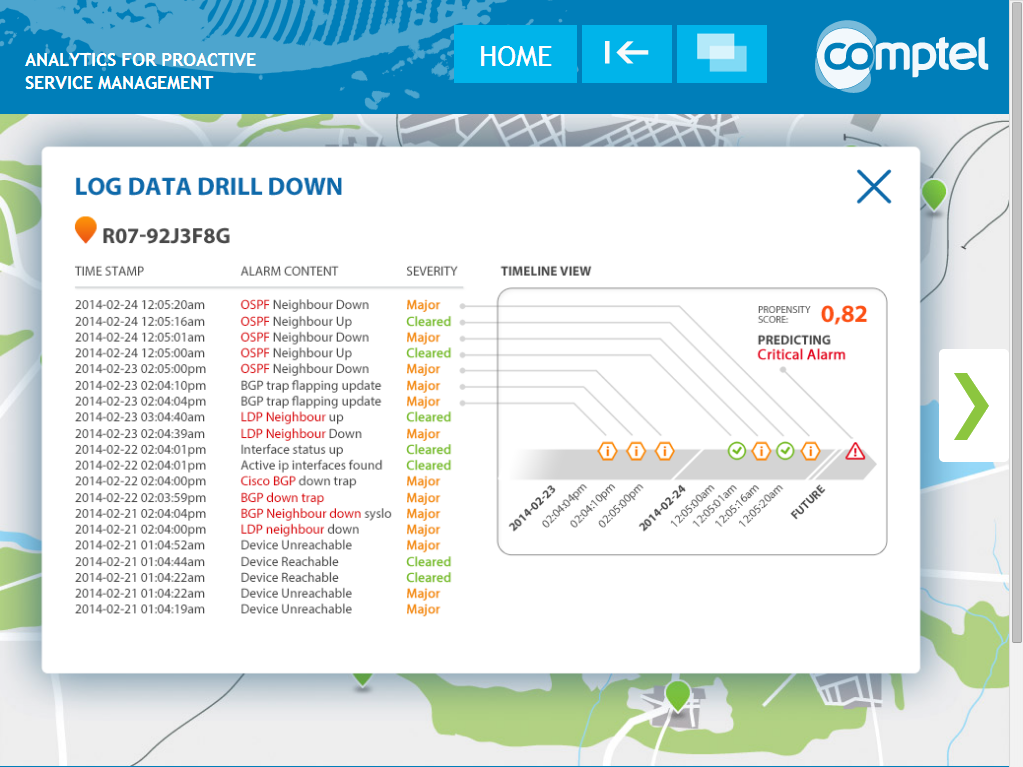 ANALYTICS FOR PROACTIVE
SERVICE MANAGEMENT
HOME
comptel
LOG DATA DRILL DOWN
R07-92J3F8G
TIME STAMP ALARM CONTENT SEVERITY
2014-02-24 12:05:20am OSPF Neighbour Down Major
2014-02-24 12:05:16am OSPF Neighbour Up Cleared
2014-02-24 12:05:01am OSPF Neighbour Down Major
2014-02-24 12:05:00am OSPF Neighbour Up Cleared
2014-02-23 02:05:00pm OSPF Neighbour Down Major
2014-02-23 02:04:10pm BGP trap flapping update Major
2014-02-23 02:04:04pm BGP trap flapping update Major
2014-02-23 03:04:40am LDP Neighbour up Cleared
2014-02-23 02:04:39am LDP Neighbour Down Major
2014-02-22 02:04:01pm Interface status up Cleared
2014-02-22 02:04:01pm Active ip interfaces found Cleared
2014-02-22 02:04:00pm Cisco BGP down trap Major
2014-02-22 02:03:59pm BGP down trap Major
2014-02-21 02:04:04pm BGP Neighbour down syslo Major
2014-02-21 02:04:00pm LDP neighbour down Major
2014-02-21 01:04:52am Device Unreachable Major
2014-02-21 01:04:44am Device Reachable Cleared
2014-02-21 01:04:22am Device Reachable Cleared
2014-02-21 01:04:22am Device Unreachable Major
2014-02-21 01:04:19am Device Unreachable Major
TIMELINE VIEW
PROPENSITY
SCORE:
0,82
PREDICTING
Critical Alarm
2014-02-23
02:04:04pm
02:04:10pm
02:05:00pm
2014-02-24
12:05:00am
12:05:01am
12:05:16am
12:05:20am
FUTURE